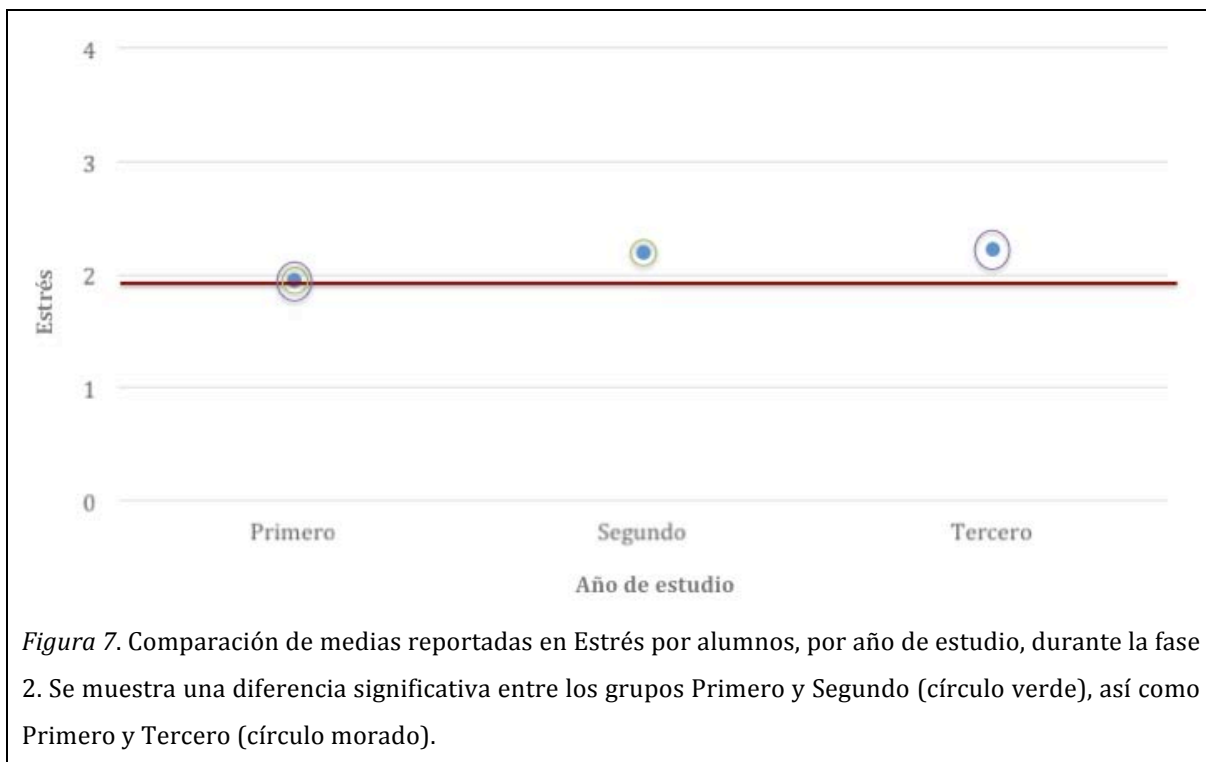 4
3
2
1
0
Estrés
Primero Segundo Tercero
Año de estudio
Figura 7. Comparación de medias reportadas en Estrés por alumnos, por año de estudio, durante la fase
2. Se muestra una diferencia significativa entre los grupos Primero y Segundo (círculo verde), así como
Primero y Tercero (círculo morado).